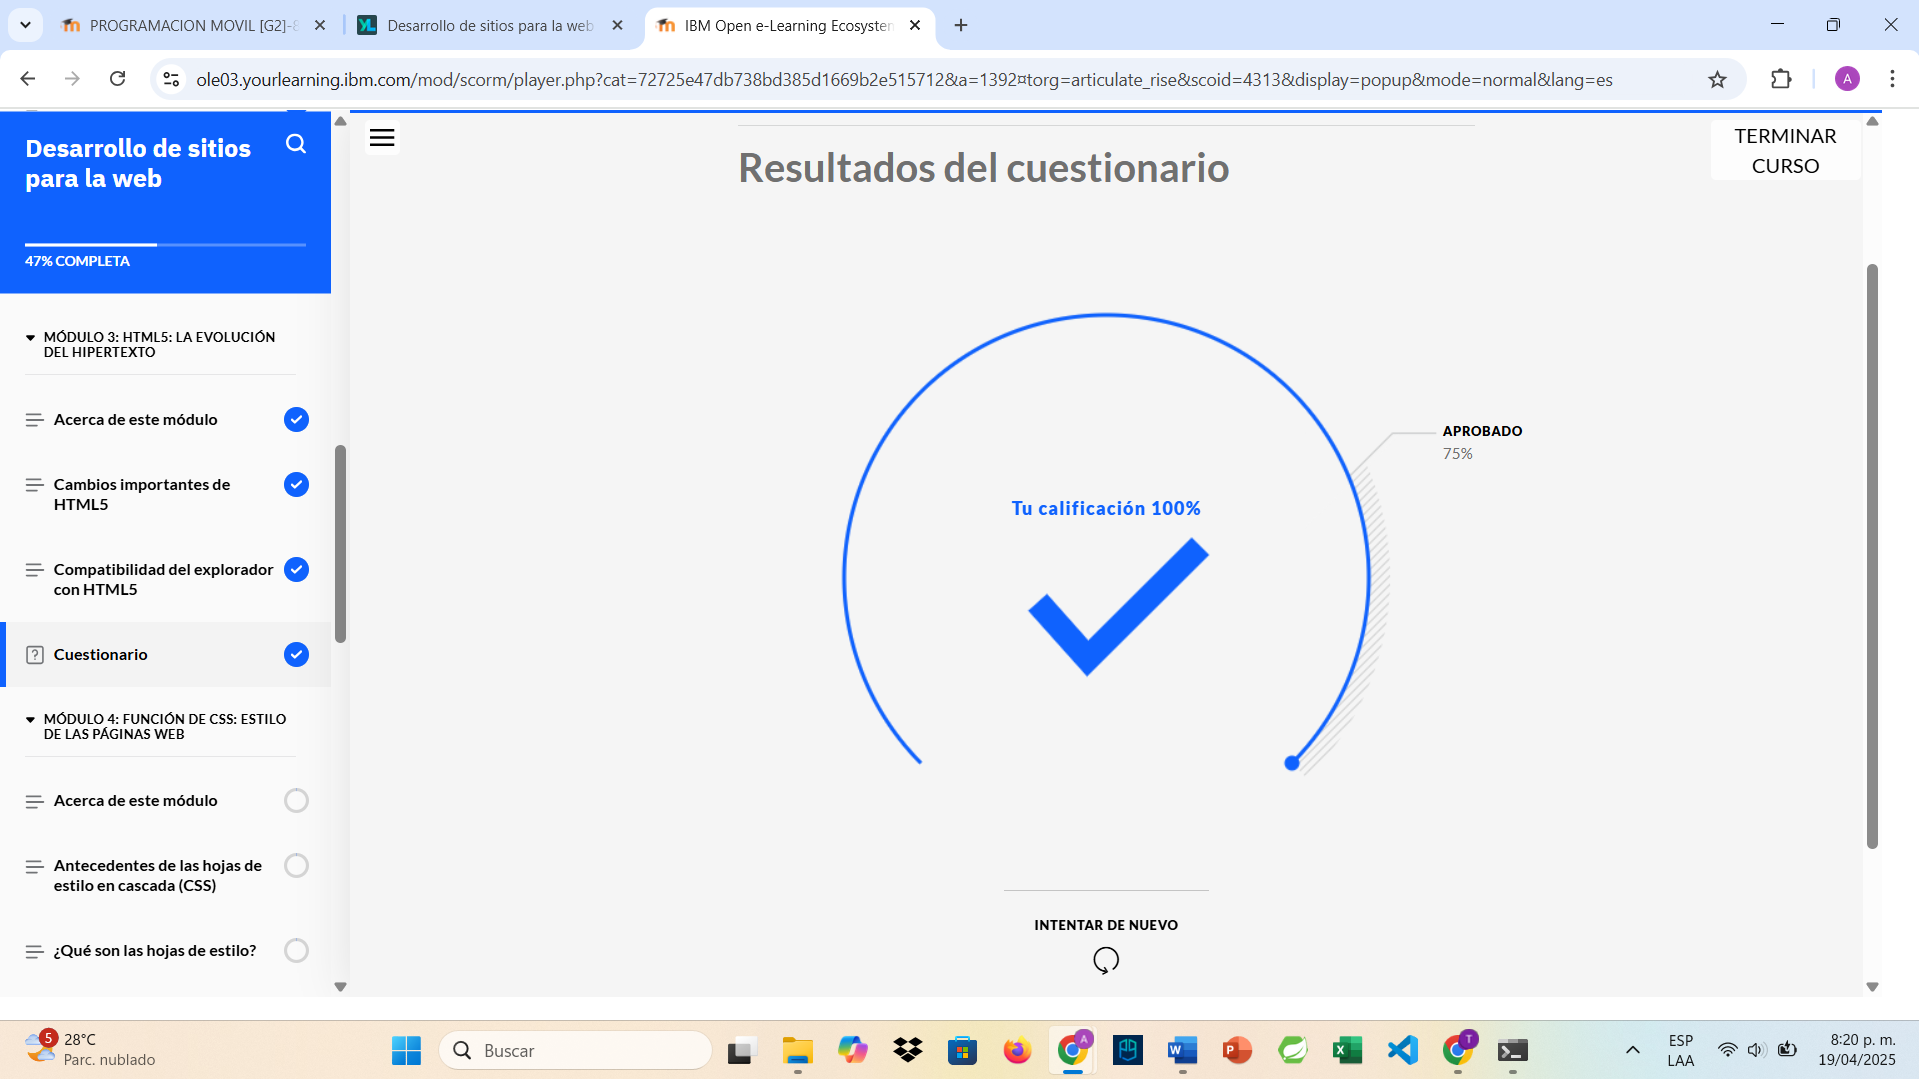 PROGRAMACION MOVIL [G2]-8
Desarrollo de sitios para la web
IBM Open e-Learning Ecosystem
ole03.yourlearning.ibm.com/mod/scorm/player.php?cat=72725e47db738bd385d1669b2e515712&a=1392¤torg=articulate_rise&scoid=4313&display=popup&mode=normal&lang=es
A
Desarrollo de sitios
para la web
47% COMPLETA
MÓDULO 3: HTML5: LA EVOLUCIÓN
DEL HIPERTEXTO
Acerca de este módulo
Cambios importantes de
HTML5
Compatibilidad del explorador
con HTML5
Cuestionario
MÓDULO 4: FUNCIÓN DE CSS: ESTILO
DE LAS PÁGINAS WEB
Acerca de este módulo
Antecedentes de las hojas de
estilo en cascada (CSS)
¿Qué son las hojas de estilo?
TERMINAR
CURSO
Resultados del cuestionario
APROBADO
75%
Tu calificación 100%
INTENTAR DE NUEVO
5
28°C
Parc. nublado
Buscar
A
T
ESP
LAA
8:20 p. m.
19/04/2025